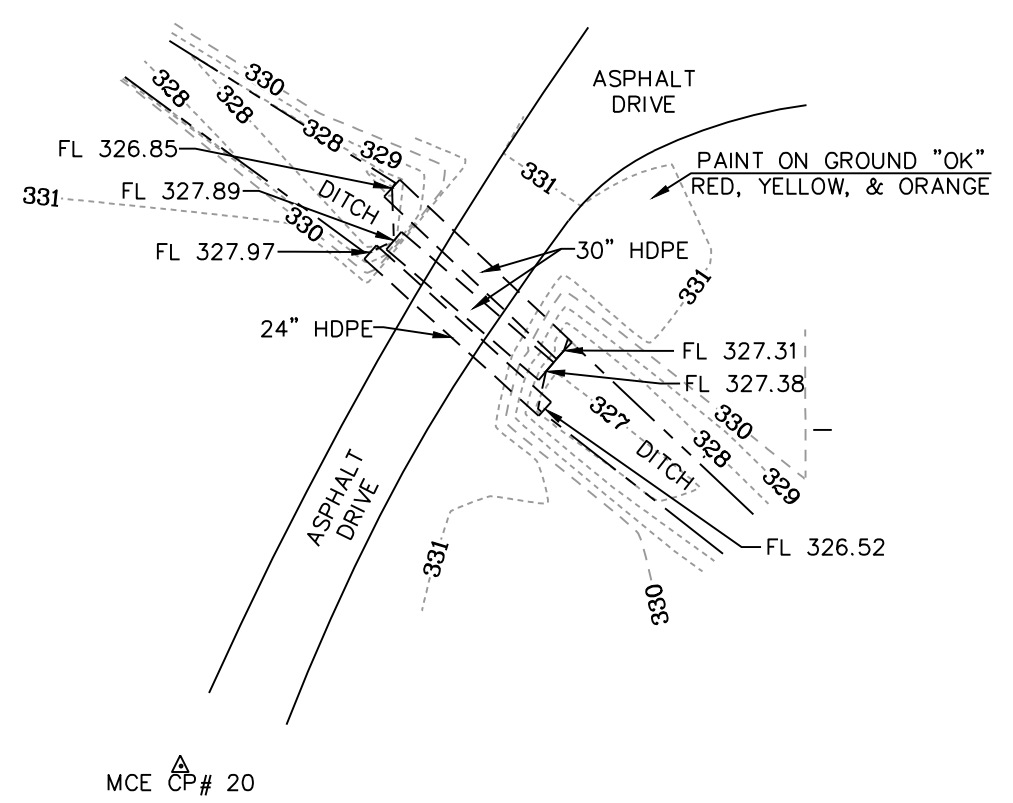 ASPHALT
DRIVE
330
328
328
328
329
FL 326.85
PAINT ON GROUND "OK"
RED, YELLOW, & ORANGE
331
FL 327.89
DITCH
331
330
FL 327.97
30" HDPE
331
24" HDPE
FL 327.31
FL 327.38
327
330
328
DITCH
329
ASPHALT
DRIVE
FL 326.52
331
330
MCE CP# 20